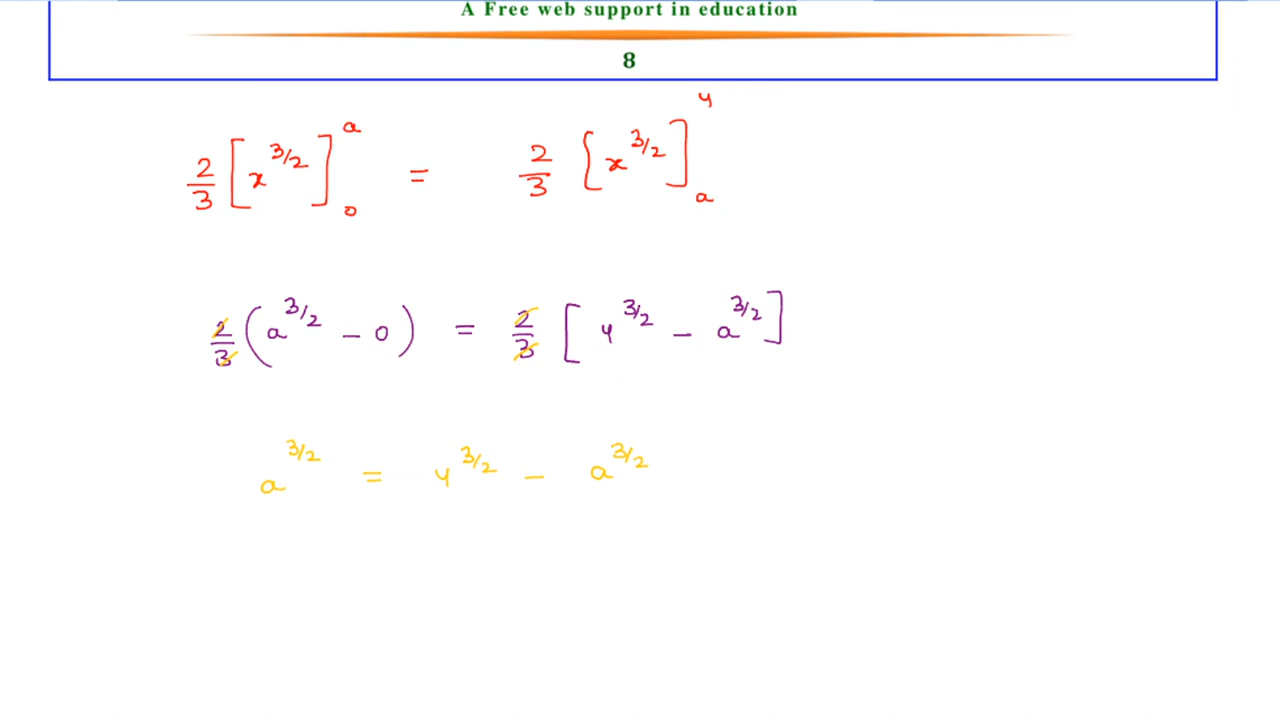 A Free web support in education
8
2/3 [x^{3/2}]_0^a = 2/3 [x^{3/2}]_a^4
2/3 (a^{3/2} - 0) = 2/3 [4^{3/2} - a^{3/2}]
a^{3/2} = 4^{3/2} - a^{3/2}